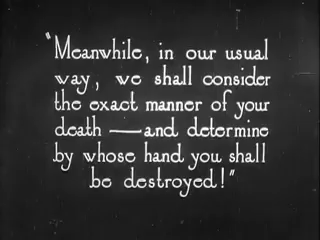 "Meanwhile, in our usual
way, we shall consider
the exact manner of your
death — and determine
by whose hand you shall
be destroyed!"